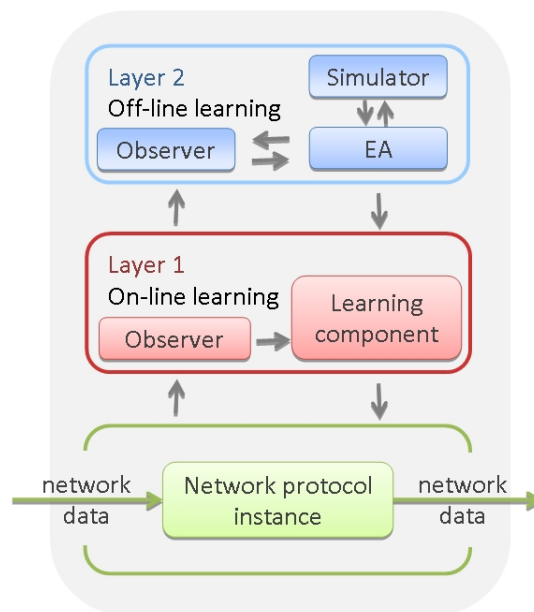 Layer 2
Off-line learning
Simulator
Observer
EA
Layer 1
On-line learning
Observer
Learning
component
network
data
Network protocol
instance
network
data